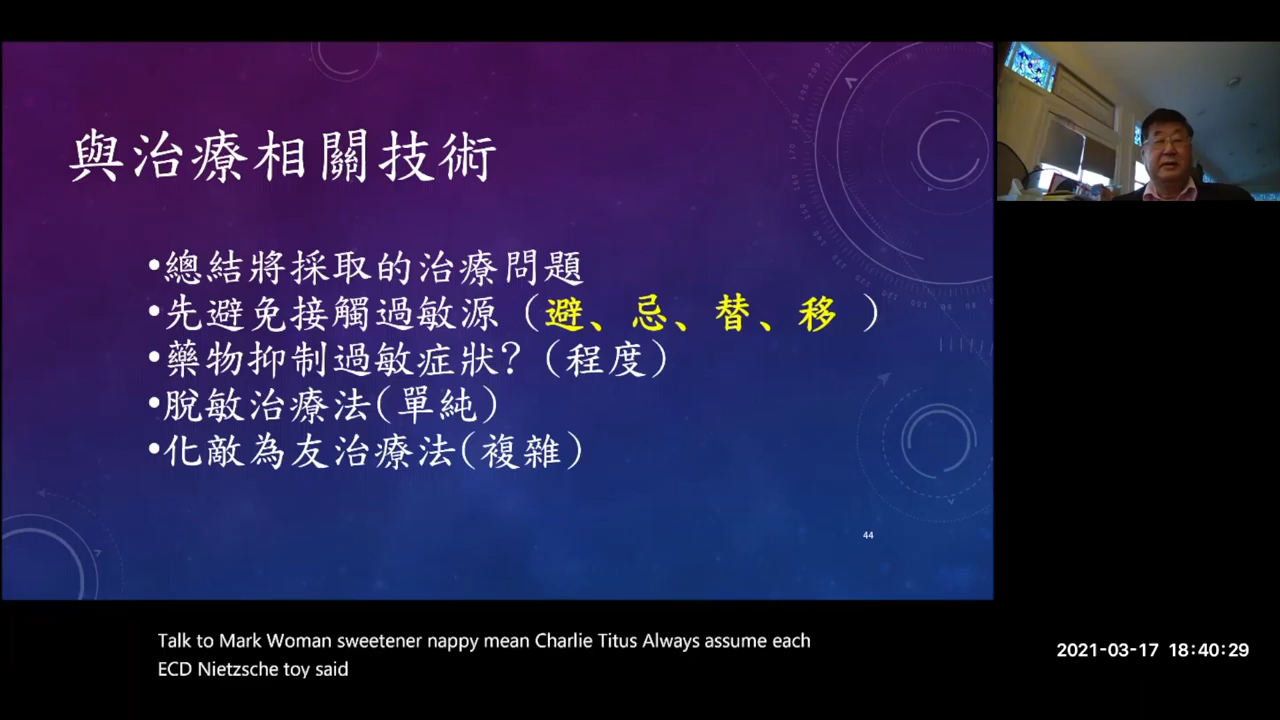 與治療相關技術
•總結將採取的治療問題
•先避免接觸過敏源（避、忌、替、移 ）
•藥物抑制過敏症狀?（程度）
•脫敏治療法(單純)
•化敵為友治療法(複雜)
44
Talk to Mark Woman sweetener nappy mean Charlie Titus Always assume each
ECD Nietzsche toy said
2021-03-17 18:40:29